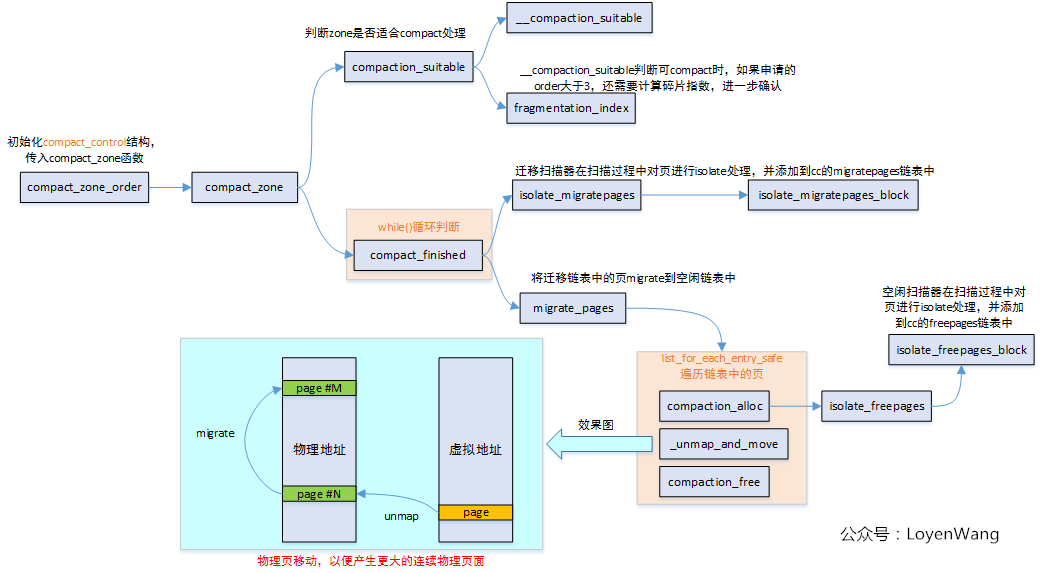 判断zone是否适合compact处理
__compaction_suitable
compaction_suitable
__compaction_suitable判断可compact时，如果申请的
order大于3，还需要计算碎片指数，进一步确认
fragmentation_index
初始化compact_control结构，
传入compact_zone函数
compact_zone_order
compact_zone
迁移扫描器在扫描过程中对页进行isolate处理，并添加到cc的migratepages链表中
isolate_migratepages
isolate_migratepages_block
while()循环判断
compact_finished
将迁移链表中的页migrate到空闲链表中
migrate_pages
空闲扫描器在扫描过程中对
页进行isolate处理，并添加
到cc的freepages链表中
isolate_freepages_block
list_for_each_entry_safe
遍历链表中的页
compaction_alloc
isolate_freepages
_unmap_and_move
compaction_free
效果图
page #M
migrate
物理地址
虚拟地址
page #N
unmap
page
物理页移动，以便产生更大的连续物理页面
公众号：LoyenWang